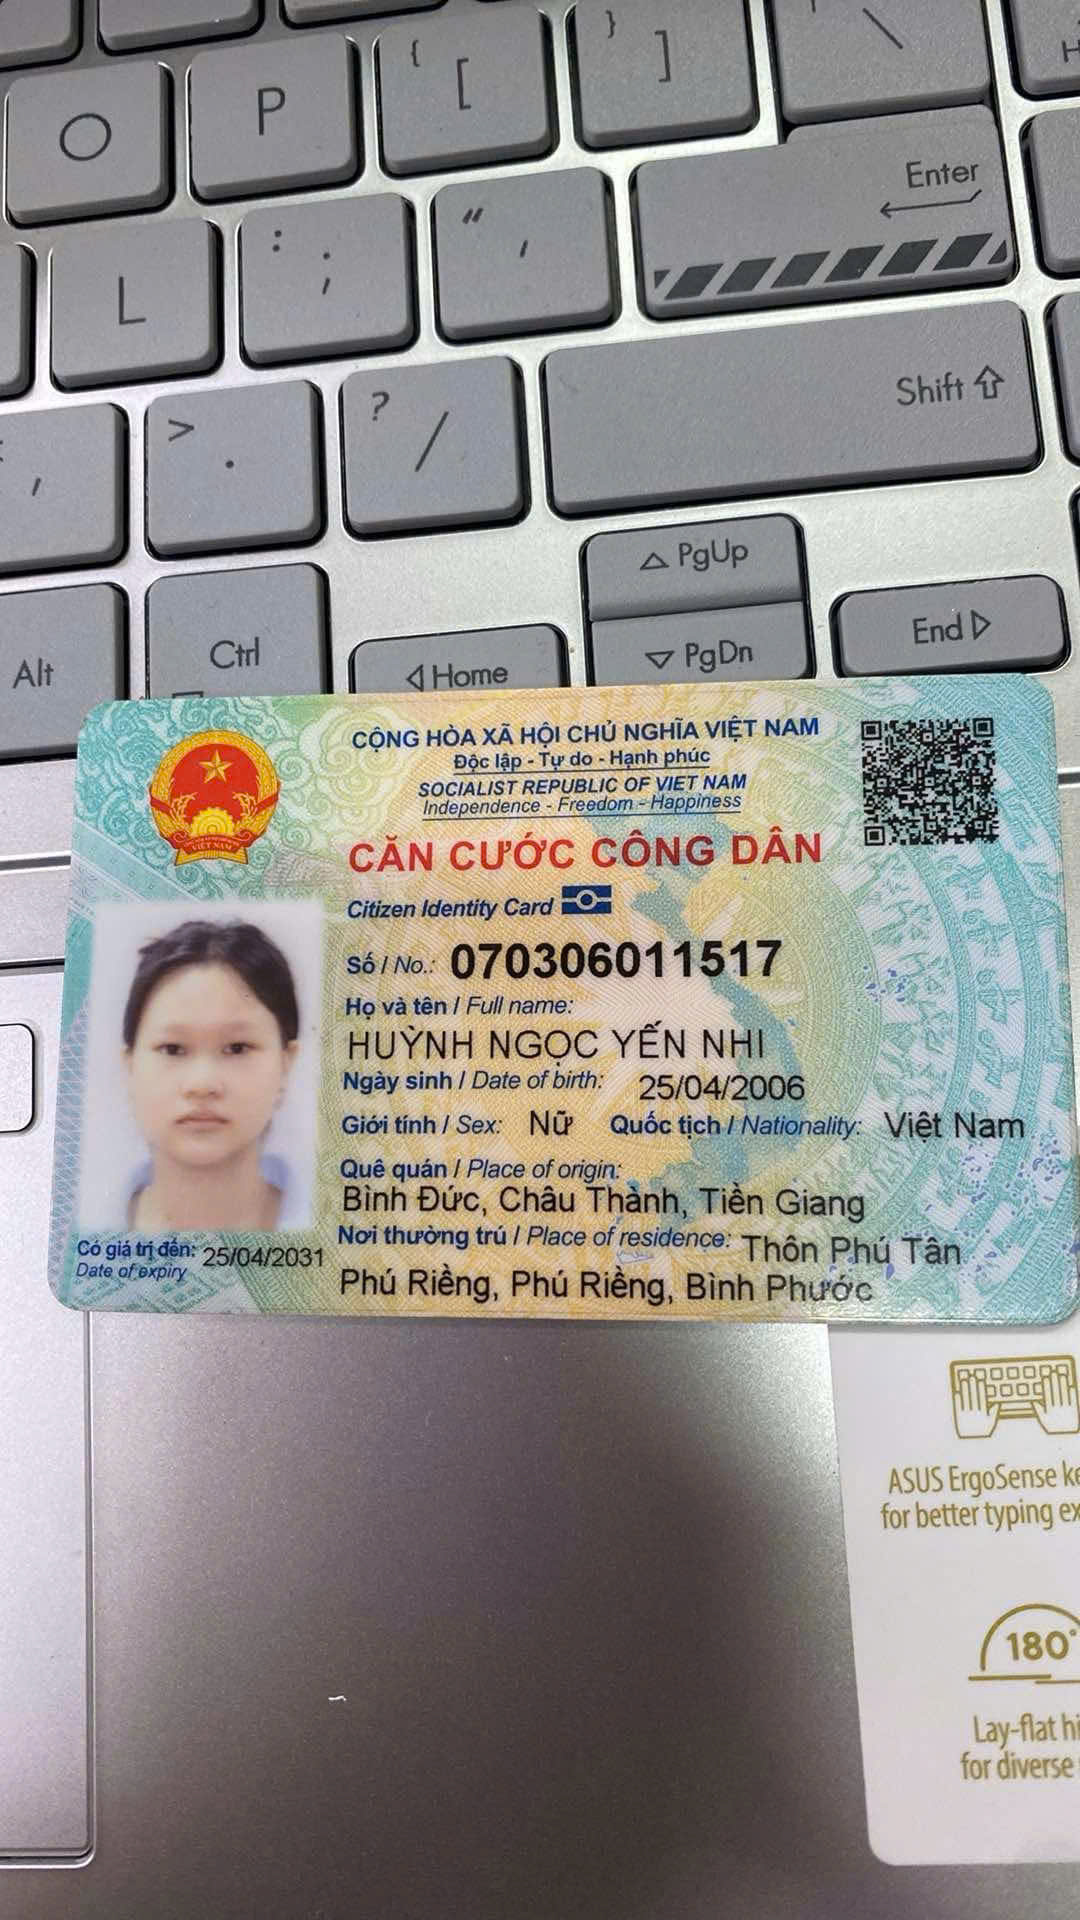 O
P
{ [
} ]
\
Enter
L
: ;
" '
Shift
,
> .
? /
PgUp
Alt
Ctrl
Home
PgDn
End
CỘNG HÒA XÃ HỘI CHỦ NGHĨA VIỆT NAM
Độc lập - Tự do - Hạnh phúc
SOCIALIST REPUBLIC OF VIET NAM
Independence - Freedom - Happiness
VIỆT NAM
CĂN CƯỚC CÔNG DÂN
Citizen Identity Card
Số / No.: 070306011517
Họ và tên / Full name:
HUỲNH NGỌC YẾN NHI
Ngày sinh / Date of birth: 25/04/2006
Giới tính / Sex: Nữ Quốc tịch / Nationality: Việt Nam
Quê quán / Place of origin:
Bình Đức, Châu Thành, Tiền Giang
Nơi thường trú / Place of residence: Thôn Phú Tân
Phú Riềng, Phú Riềng, Bình Phước
Có giá trị đến: 25/04/2031
Date of expiry
ASUS ErgoSense
for better typing
180°
Lay-flat
for diverse